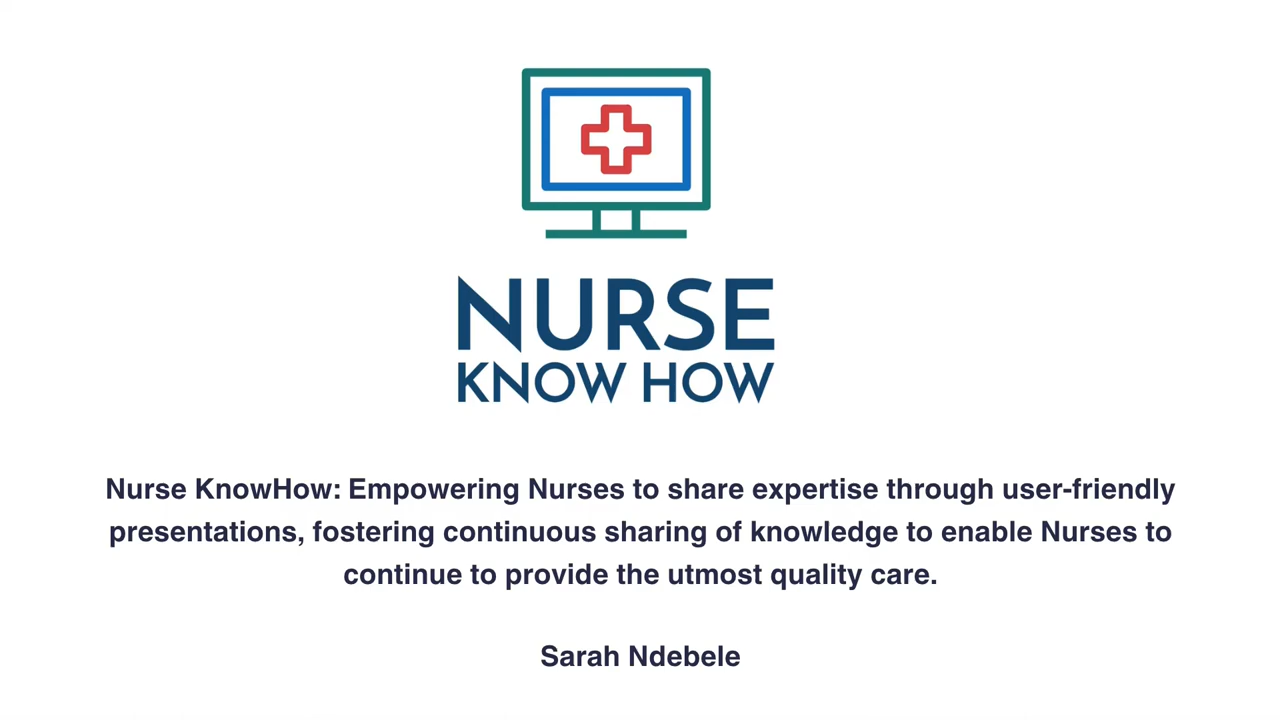 NURSE
KNOW HOW
Nurse KnowHow: Empowering Nurses to share expertise through user-friendly
presentations, fostering continuous sharing of knowledge to enable Nurses to
continue to provide the utmost quality care.
Sarah Ndebele